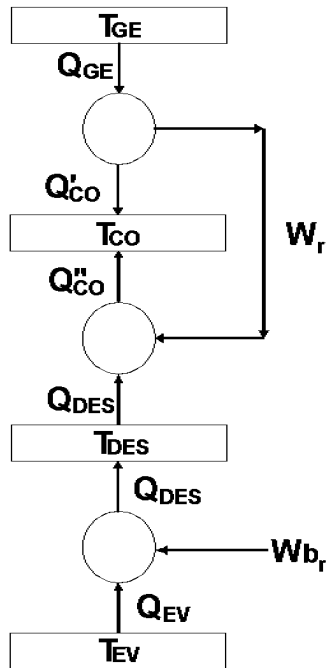 TGE
QGE
Q'CO
TCO
Wr
Q''CO
QDES
TDES
QDES
Wbr
QEV
TEV